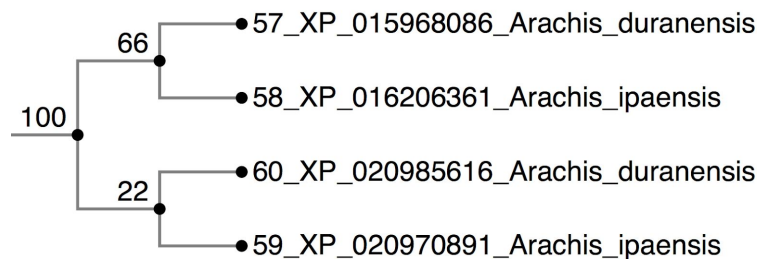 57_XP_015968086_Arachis_duranensis
66
58_XP_016206361_Arachis_ipaensis
100
60_XP_020985616_Arachis_duranensis
22
59_XP_020970891_Arachis_ipaensis